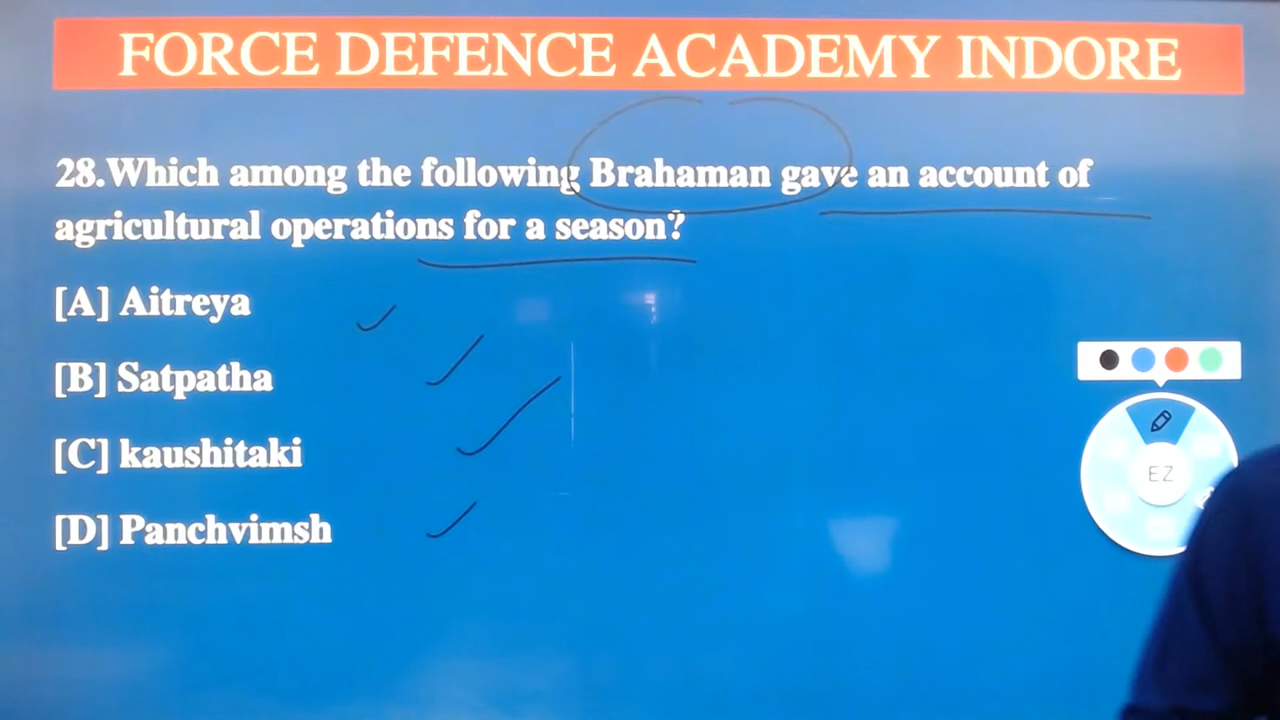 FORCE DEFENCE ACADEMY INDORE
28.Which among the following Brahaman gave an account of
agricultural operations for a season?
[A] Aitreya
[B] Satpatha
[C] kaushitaki
[D] Panchvimsh
EZ